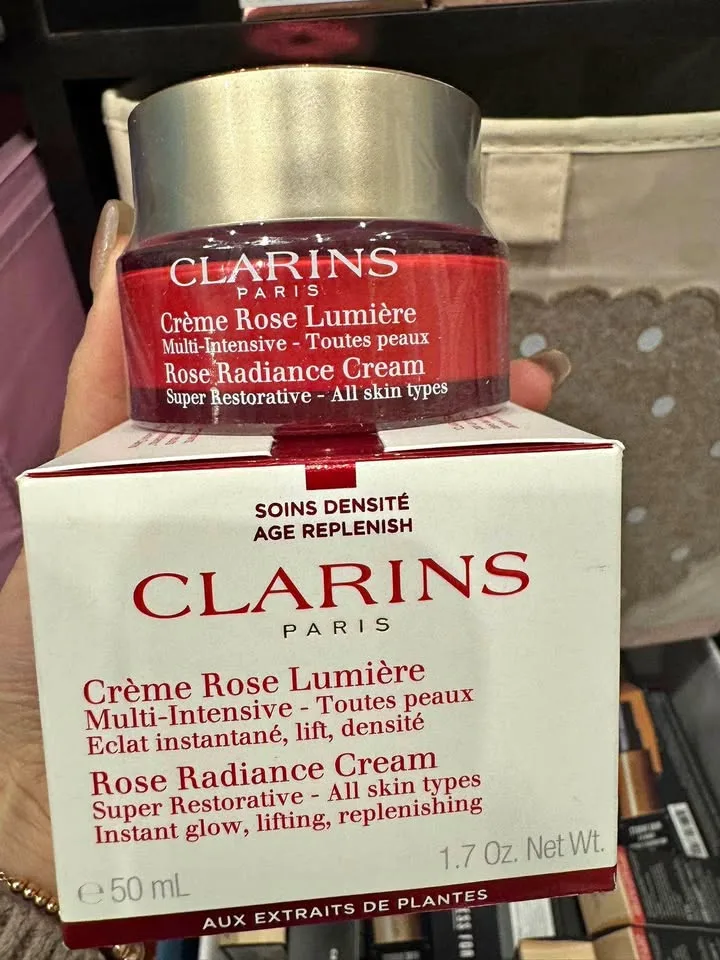 CLARINS
PARIS
Crème Rose Lumière
Multi-Intensive - Toutes peaux
Rose Radiance Cream
Super Restorative - All skin types
SOINS DENSITÉ
AGE REPLENISH
CLARINS
PARIS
Crème Rose Lumière
Multi-Intensive - Toutes peaux
Eclat instantané, lift, densité
Rose Radiance Cream
Super Restorative - All skin types
Instant glow, lifting, replenishing
℮50 mL
1.7 Oz. Net Wt.
AUX EXTRAITS DE PLANTES